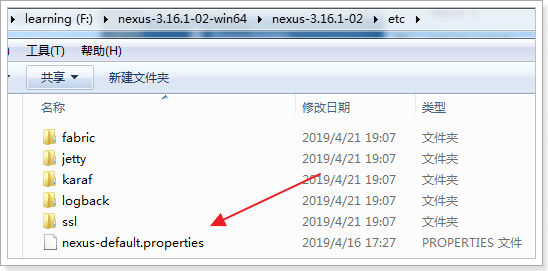 learning (F:) ▸ nexus-3.16.1-02-win64 ▸ nexus-3.16.1-02 ▸ etc ▸
工具(T) 帮助(H)
共享 ▼ 新建文件夹
名称 修改日期 类型
fabric 2019/4/21 19:07 文件夹
jetty 2019/4/21 19:07 文件夹
karaf 2019/4/21 19:07 文件夹
logback 2019/4/21 19:07 文件夹
ssl 2019/4/21 19:07 文件夹
nexus-default.properties 2019/4/16 17:27 PROPERTIES 文件